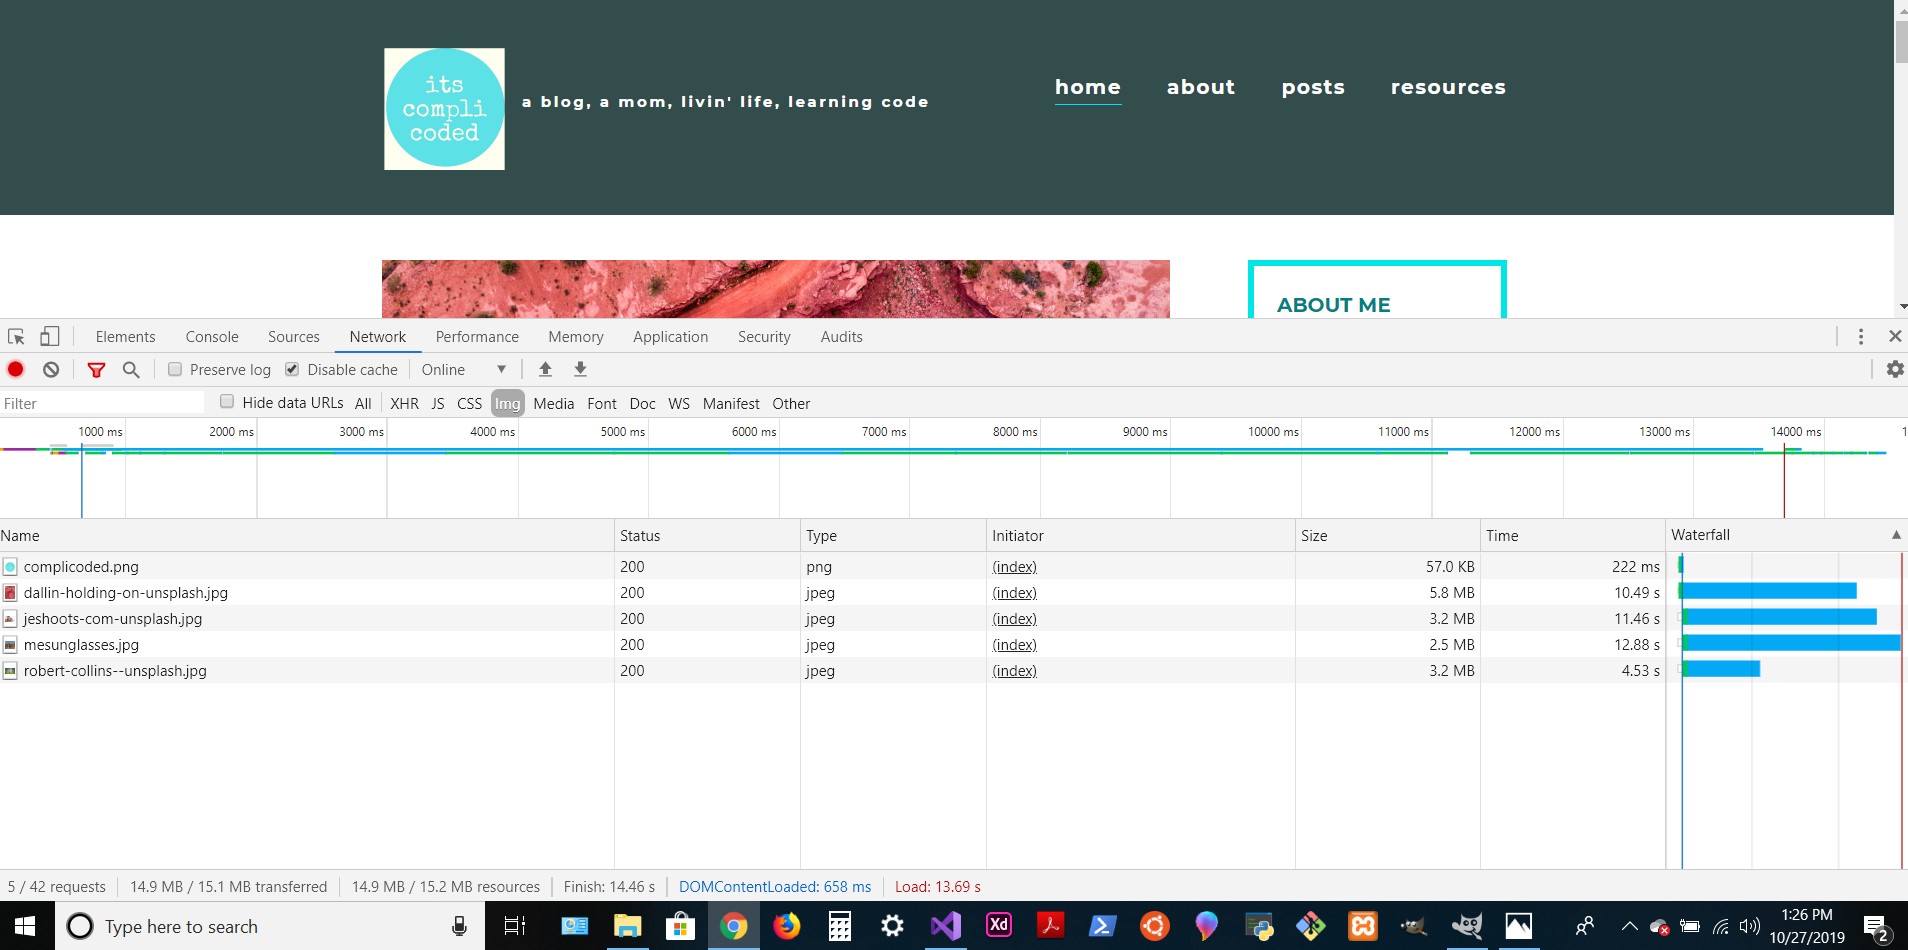 its
compli
coded
a blog, a mom, livin' life, learning code
home about posts resources
ABOUT ME
Elements Console Sources Network Performance Memory Application Security Audits
Preserve log Disable cache Online
Filter Hide data URLs All XHR JS CSS Img Media Font Doc WS Manifest Other
1000 ms 2000 ms 3000 ms 4000 ms 5000 ms 6000 ms 7000 ms 8000 ms 9000 ms 10000 ms 11000 ms 12000 ms 13000 ms 14000 ms 1
Name Status Type Initiator Size Time Waterfall
complicoded.png 200 png (index) 57.0 KB 222 ms
dallin-holding-on-unsplash.jpg 200 jpeg (index) 5.8 MB 10.49 s
jeshoots-com-unsplash.jpg 200 jpeg (index) 3.2 MB 11.46 s
mesunglasses.jpg 200 jpeg (index) 2.5 MB 12.88 s
robert-collins--unsplash.jpg 200 jpeg (index) 3.2 MB 4.53 s
5 / 42 requests 14.9 MB / 15.1 MB transferred 14.9 MB / 15.2 MB resources Finish: 14.46 s DOMContentLoaded: 658 ms Load: 13.69 s
Type here to search Xd 1:26 PM
10/27/2019 2